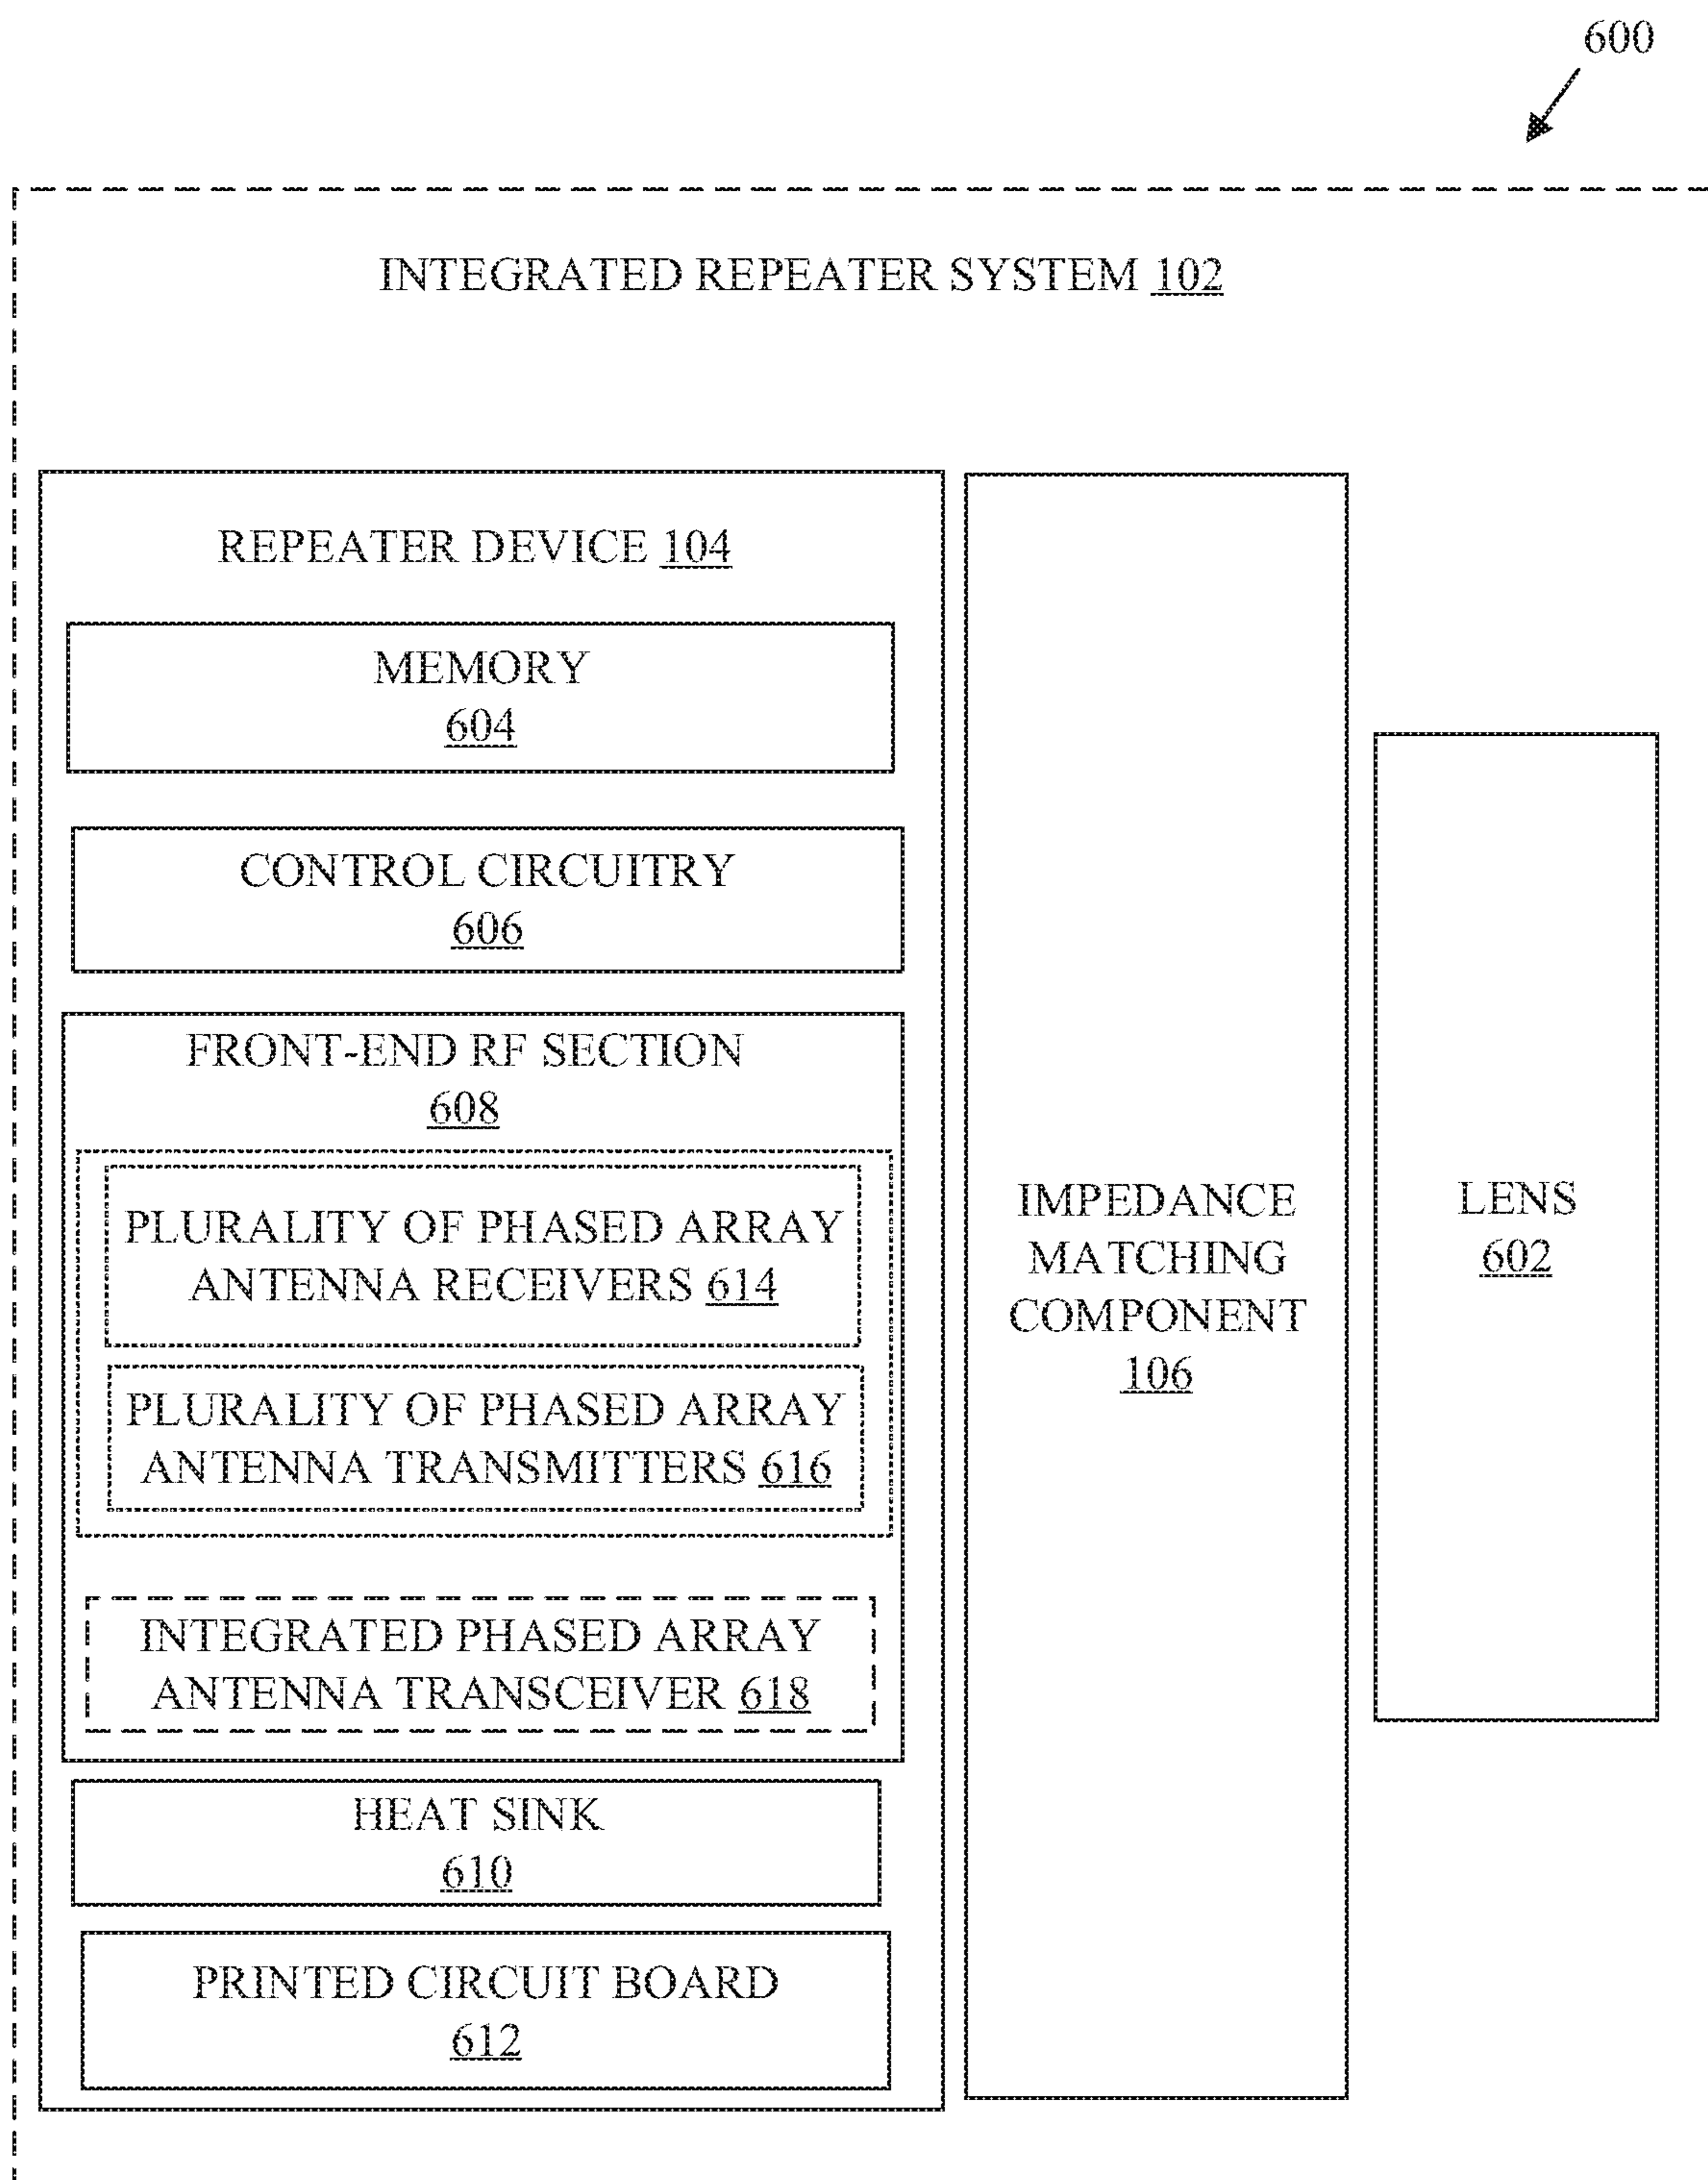 600
INTEGRATED REPEATER SYSTEM 102
REPEATER DEVICE 104
MEMORY
604
CONTROL CIRCUITRY
606
FRONT-END RF SECTION
608
PLURALITY OF PHASED ARRAY
ANTENNA RECEIVERS 614
PLURALITY OF PHASED ARRAY
ANTENNA TRANSMITTERS 616
INTEGRATED PHASED ARRAY
ANTENNA TRANSCEIVER 618
HEAT SINK
610
PRINTED CIRCUIT BOARD
612
IMPEDANCE
MATCHING
COMPONENT
106
LENS
602